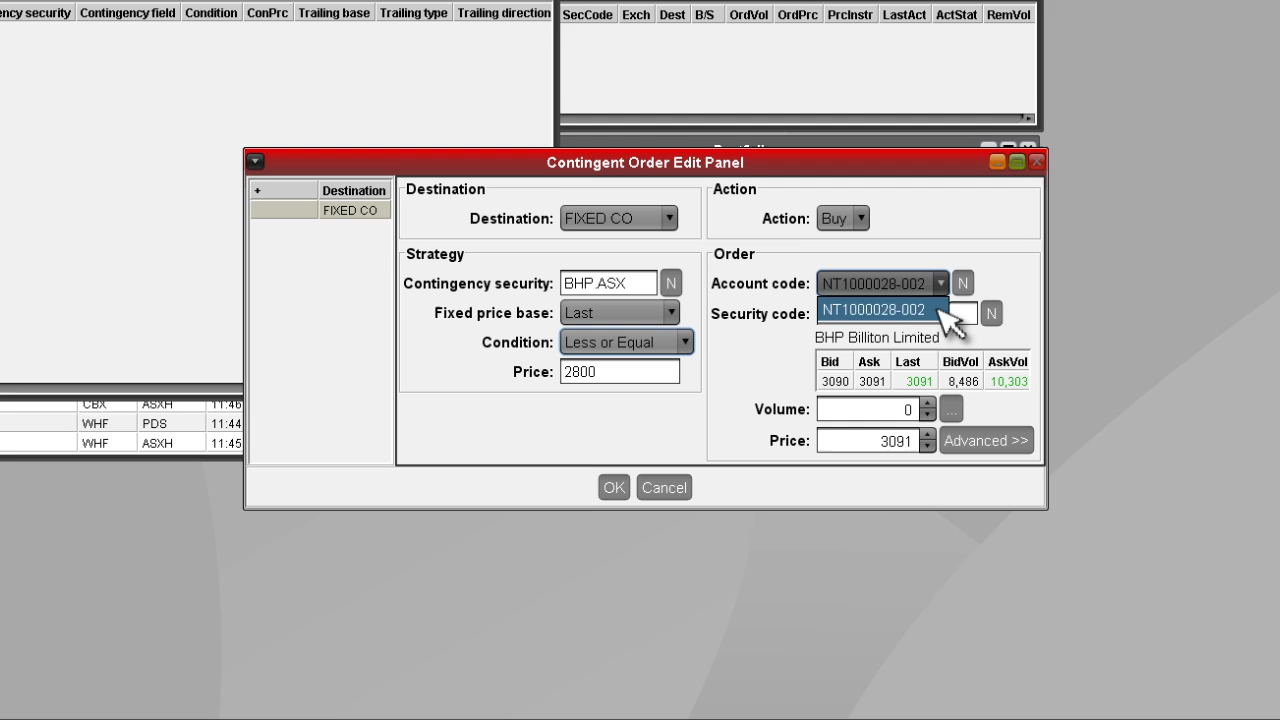 ncy security Contingency field Condition ConPrc Trailing base Trailing type Trailing direction
SecCode Exch Dest B/S OrdVol OrdPrc PrcInstr LastAct ActStat RemVol
Contingent Order Edit Panel
+ Destination
FIXED CO
Destination
Destination: FIXED CO
Action
Action: Buy
Strategy
Contingency security: BHP.ASX N
Fixed price base: Last
Condition: Less or Equal
Price: 2800
Order
Account code: NT1000028-002 N
NT1000028-002
Security code: N
BHP Billiton Limited
Bid Ask Last BidVol AskVol
3090 3091 3091 8,486 10,303
Volume: 0 ...
Price: 3091 Advanced >>
CBX ASXH 11:46
WHF PDS 11:44
WHF ASXH 11:45
OK Cancel